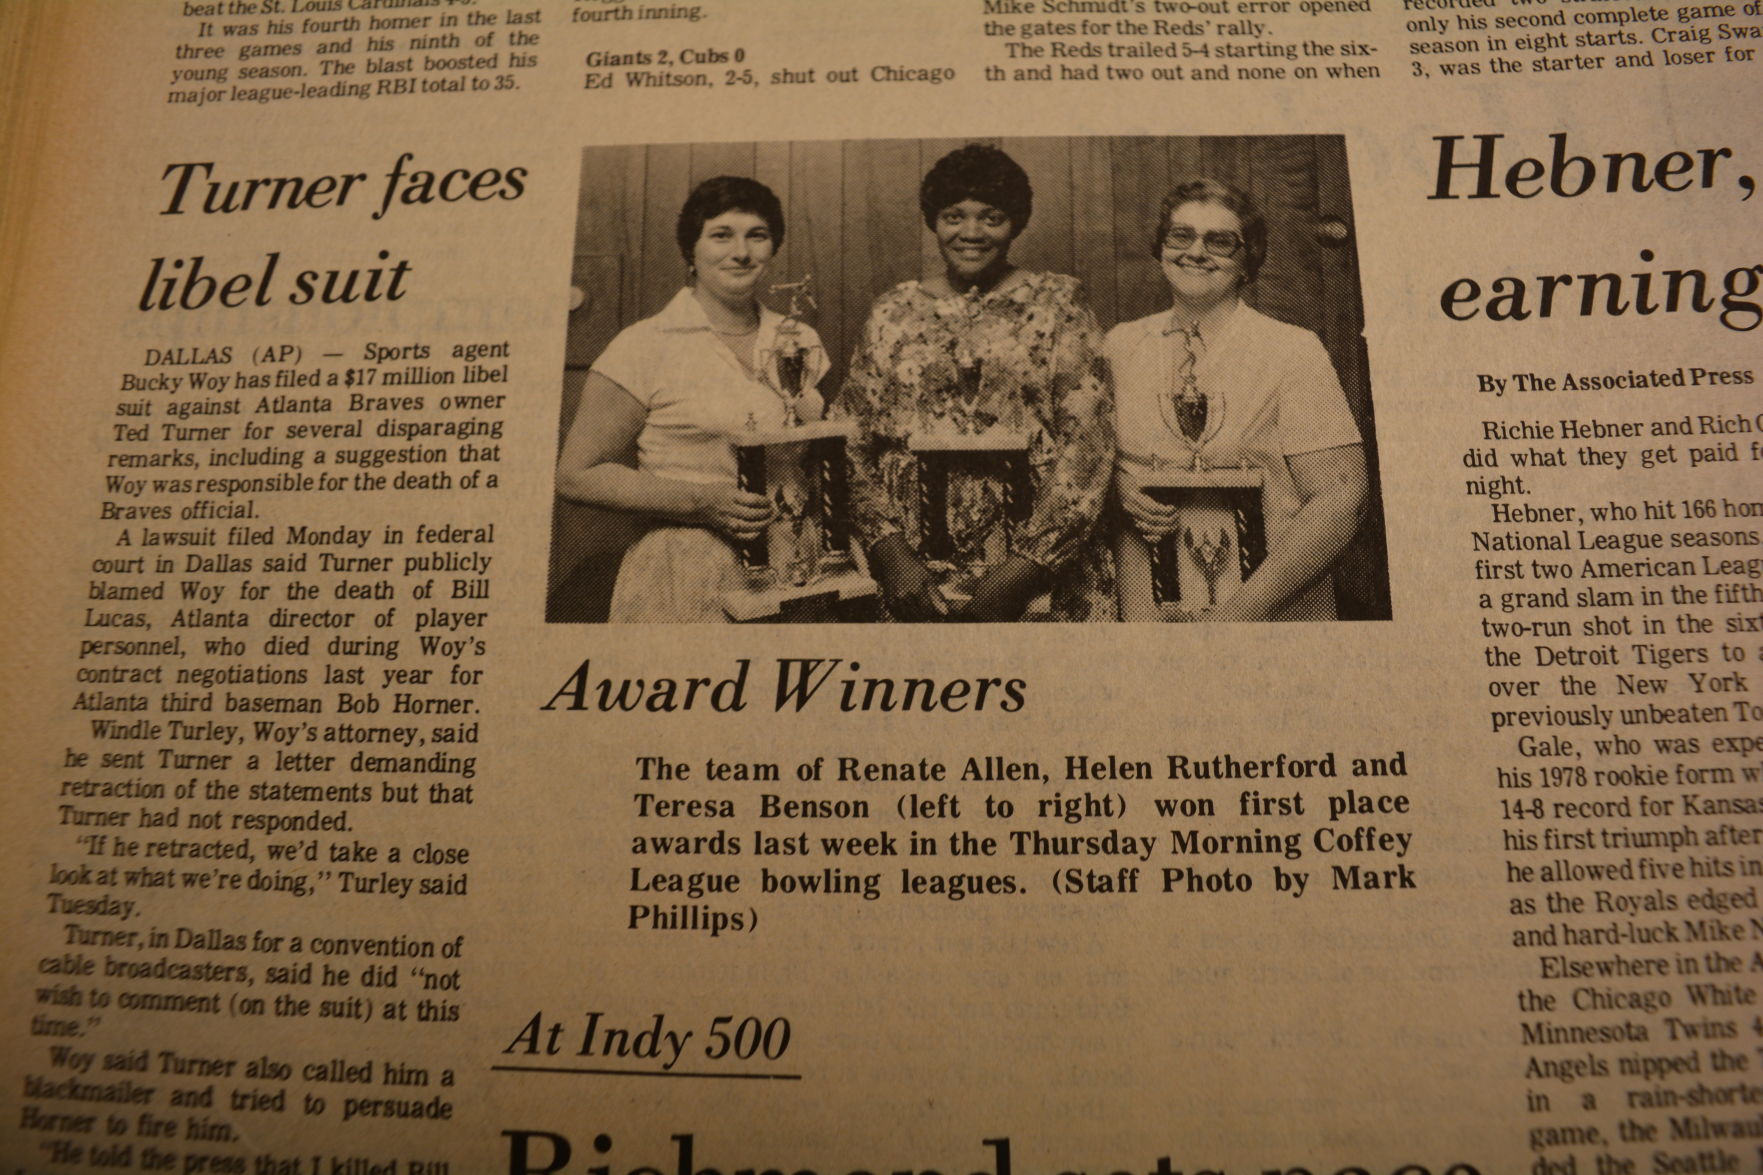 beat the St. Louis Cardinals
It was his fourth homer in the last
three games and his ninth of the
young season. The blast boosted his
major league-leading RBI total to 35.
Turner faces
libel suit
DALLAS (AP) — Sports agent
Bucky Woy has filed a $17 million libel
suit against Atlanta Braves owner
Ted Turner for several disparaging
remarks, including a suggestion that
Woy was responsible for the death of a
Braves official.
A lawsuit filed Monday in federal
court in Dallas said Turner publicly
blamed Woy for the death of Bill
Lucas, Atlanta director of player
personnel, who died during Woy's
contract negotiations last year for
Atlanta third baseman Bob Horner.
Windle Turley, Woy's attorney, said
he sent Turner a letter demanding
retraction of the statements but that
Turner had not responded.
"If he retracted, we'd take a close
look at what we're doing," Turley said
Tuesday.
Turner, in Dallas for a convention of
cable broadcasters, said he did "not
wish to comment (on the suit) at this
time."
Woy said Turner also called him a
blackmailer and tried to persuade
Horner to fire him.
"He told the press that I killed Bill
fourth inning.
Giants 2, Cubs 0
Ed Whitson, 2-5, shut out Chicago
Mike Schmidt's two-out error opened
the gates for the Reds' rally.
The Reds trailed 5-4 starting the six-
th and had two out and none on when
recorded two
only his second complete game of
season in eight starts. Craig Swa
3, was the starter and loser for
Award Winners
The team of Renate Allen, Helen Rutherford and
Teresa Benson (left to right) won first place
awards last week in the Thursday Morning Coffey
League bowling leagues. (Staff Photo by Mark
Phillips)
At Indy 500
Richmond sets pace
Hebner,
earning
By The Associated Press
Richie Hebner and Rich
did what they get paid
night.
Hebner, who hit 166 hom
National League seasons
first two American Leag
a grand slam in the fifth
two-run shot in the sixt
the Detroit Tigers to
over the New York
previously unbeaten To
Gale, who was expe
his 1978 rookie form w
14-8 record for Kansas
his first triumph after
he allowed five hits in
as the Royals edged
and hard-luck Mike
Elsewhere in the A
the Chicago White
Minnesota Twins
Angels nipped the
in a rain-shorte
game, the Milwau
ded the Seattle